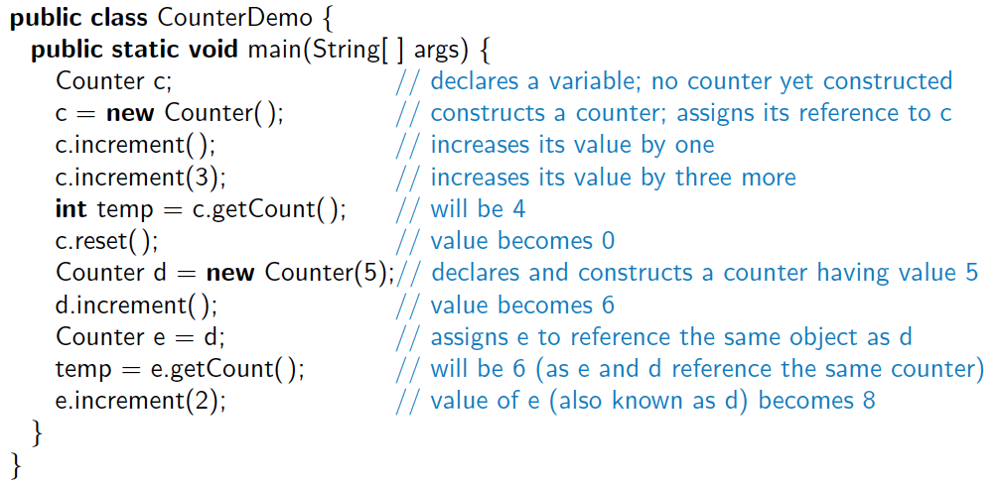 public class CounterDemo {
public static void main(String[ ] args) {
Counter c; // declares a variable; no counter yet constructed
c = new Counter( ); // constructs a counter; assigns its reference to c
c.increment( ); // increases its value by one
c.increment(3); // increases its value by three more
int temp = c.getCount( ); // will be 4
c.reset( ); // value becomes 0
Counter d = new Counter(5);// declares and constructs a counter having value 5
d.increment( ); // value becomes 6
Counter e = d; // assigns e to reference the same object as d
temp = e.getCount( ); // will be 6 (as e and d reference the same counter)
e.increment(2); // value of e (also known as d) becomes 8
}
}